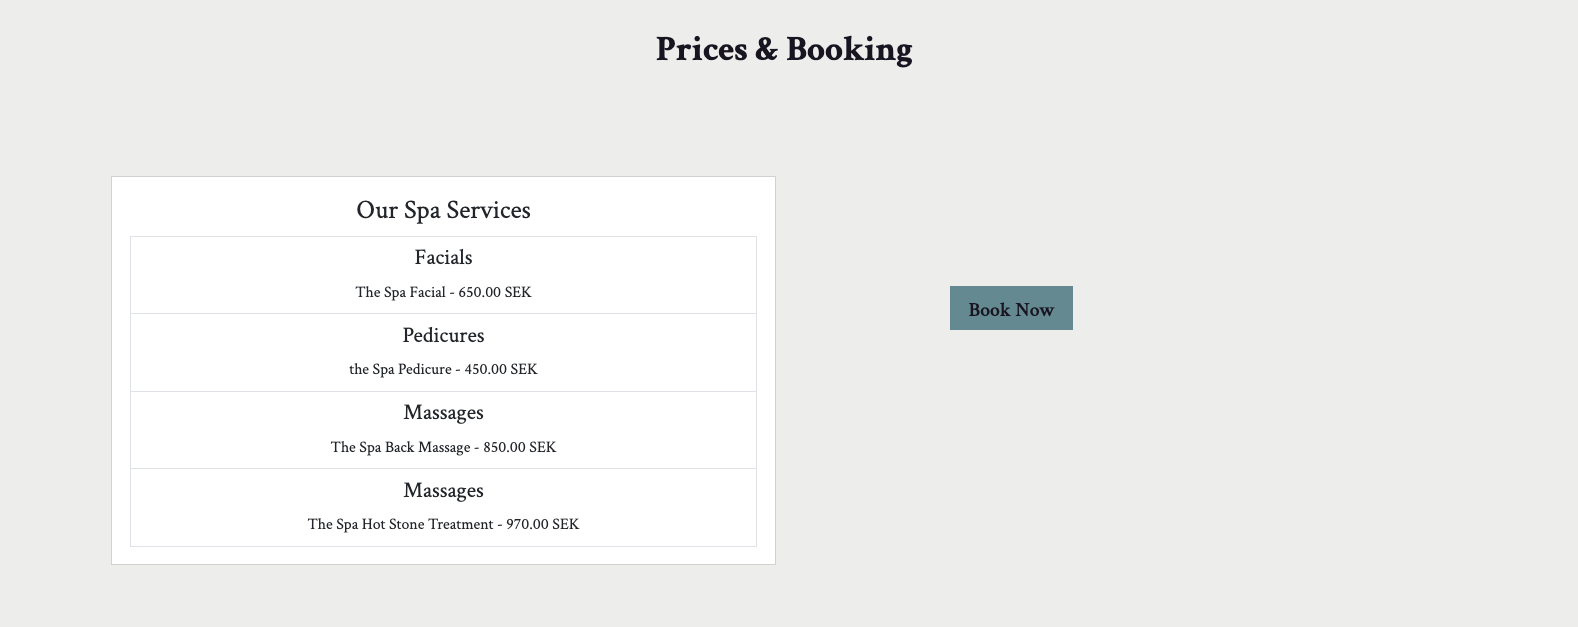 Prices & Booking
Our Spa Services
Facials
The Spa Facial - 650.00 SEK
Pedicures
the Spa Pedicure - 450.00 SEK
Massages
The Spa Back Massage - 850.00 SEK
Massages
The Spa Hot Stone Treatment - 970.00 SEK
Book Now